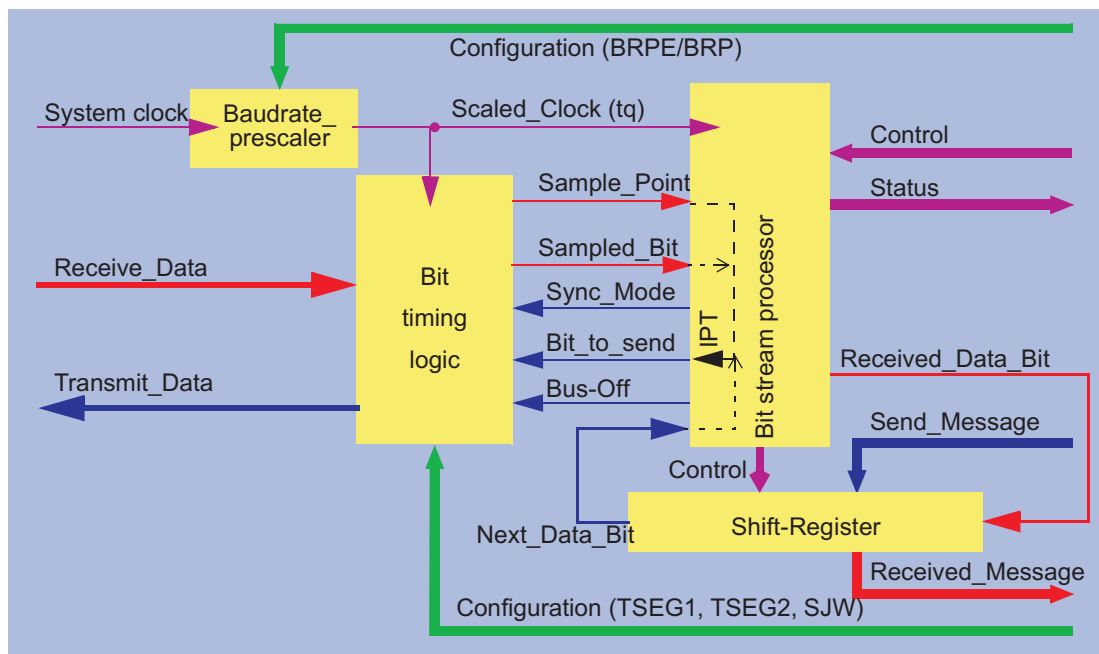 Configuration (BRPE/BRP)
System clock
Baudrate_
prescaler
Scaled_Clock (tq)
Control
Status
Sample_Point
Sampled_Bit
Receive_Data
Bit
timing
logic
Sync_Mode
Bit_to_send
Bus-Off
IPT
Bit stream processor
Transmit_Data
Received_Data_Bit
Send_Message
Control
Next_Data_Bit
Shift-Register
Received_Message
Configuration (TSEG1, TSEG2, SJW)